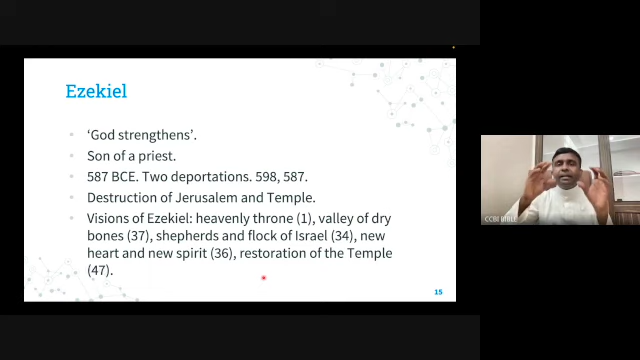 Ezekiel
‘God strengthens’.
Son of a priest.
587 BCE. Two deportations. 598, 587.
Destruction of Jerusalem and Temple.
Visions of Ezekiel: heavenly throne (1), valley of dry
bones (37), shepherds and flock of Israel (34), new
heart and new spirit (36), restoration of the Temple
(47).
15
CCBI BIBLE